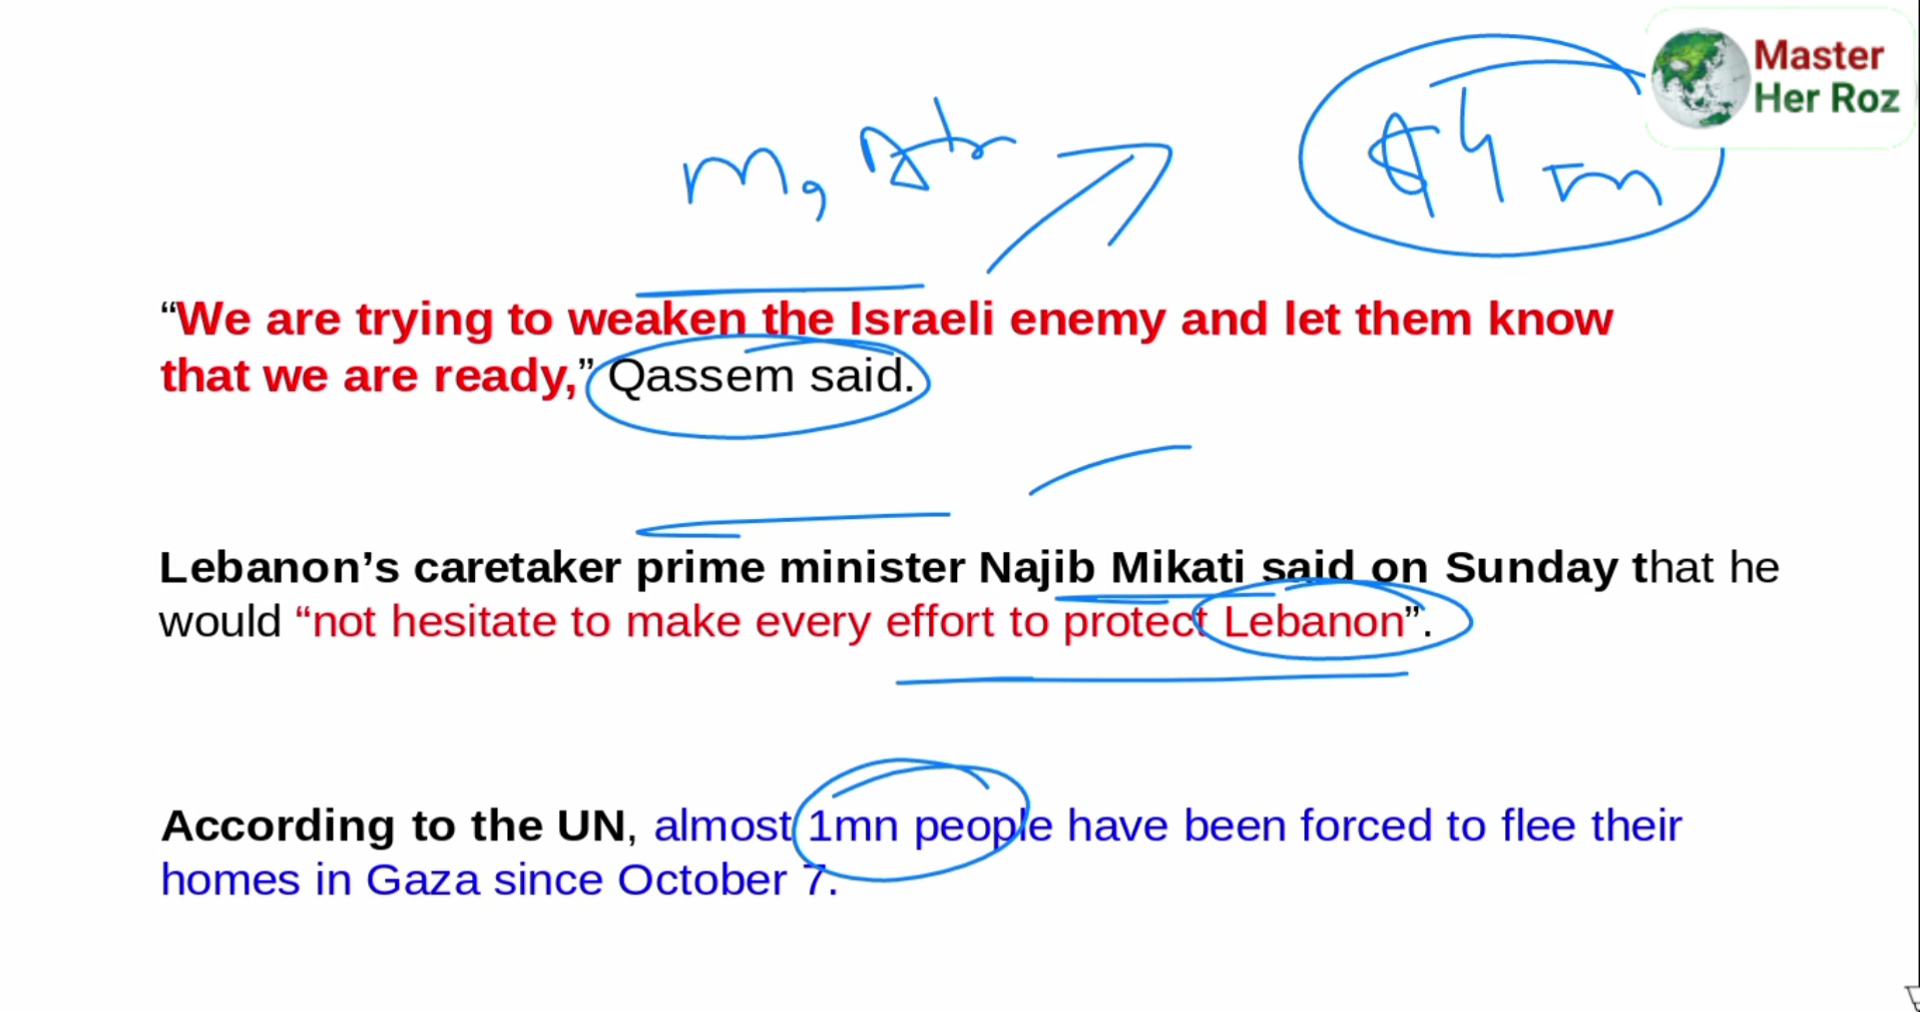 Master
Her Roz
$4
“We are trying to weaken the Israeli enemy and let them know
that we are ready,” Qassem said.
Lebanon’s caretaker prime minister Najib Mikati said on Sunday that he
would “not hesitate to make every effort to protect Lebanon”.
According to the UN, almost 1mn people have been forced to flee their
homes in Gaza since October 7.